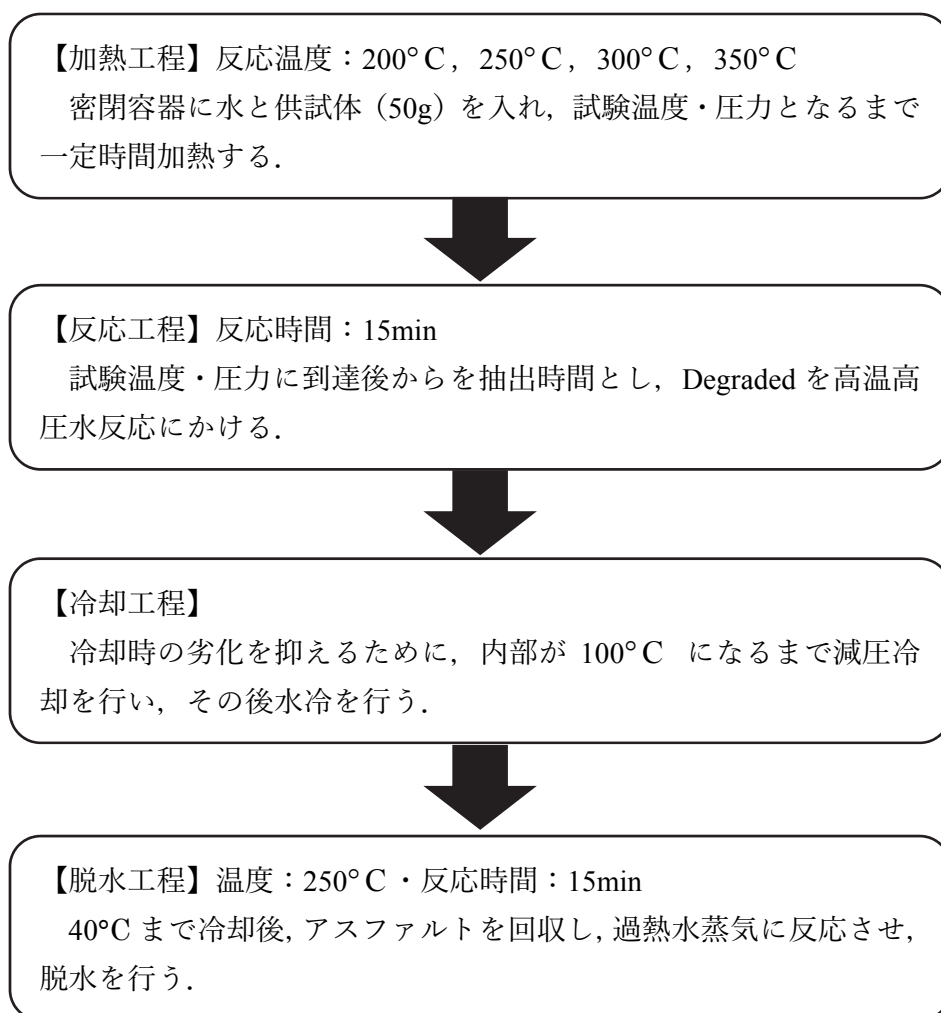 【加熱工程】反応温度：200°C，250°C，300°C，350°C
密閉容器に水と供試体（50g）を入れ，試験温度・圧力となるまで
一定時間加熱する．
【反応工程】反応時間：15min
試験温度・圧力に到達後からを抽出時間とし，Degraded を高温高
圧水反応にかける．
【冷却工程】
冷却時の劣化を抑えるために，内部が 100°C になるまで減圧冷
却を行い，その後水冷を行う．
【脱水工程】温度：250°C・反応時間：15min
40°C まで冷却後，アスファルトを回収し，過熱水蒸気に反応させ，
脱水を行う．